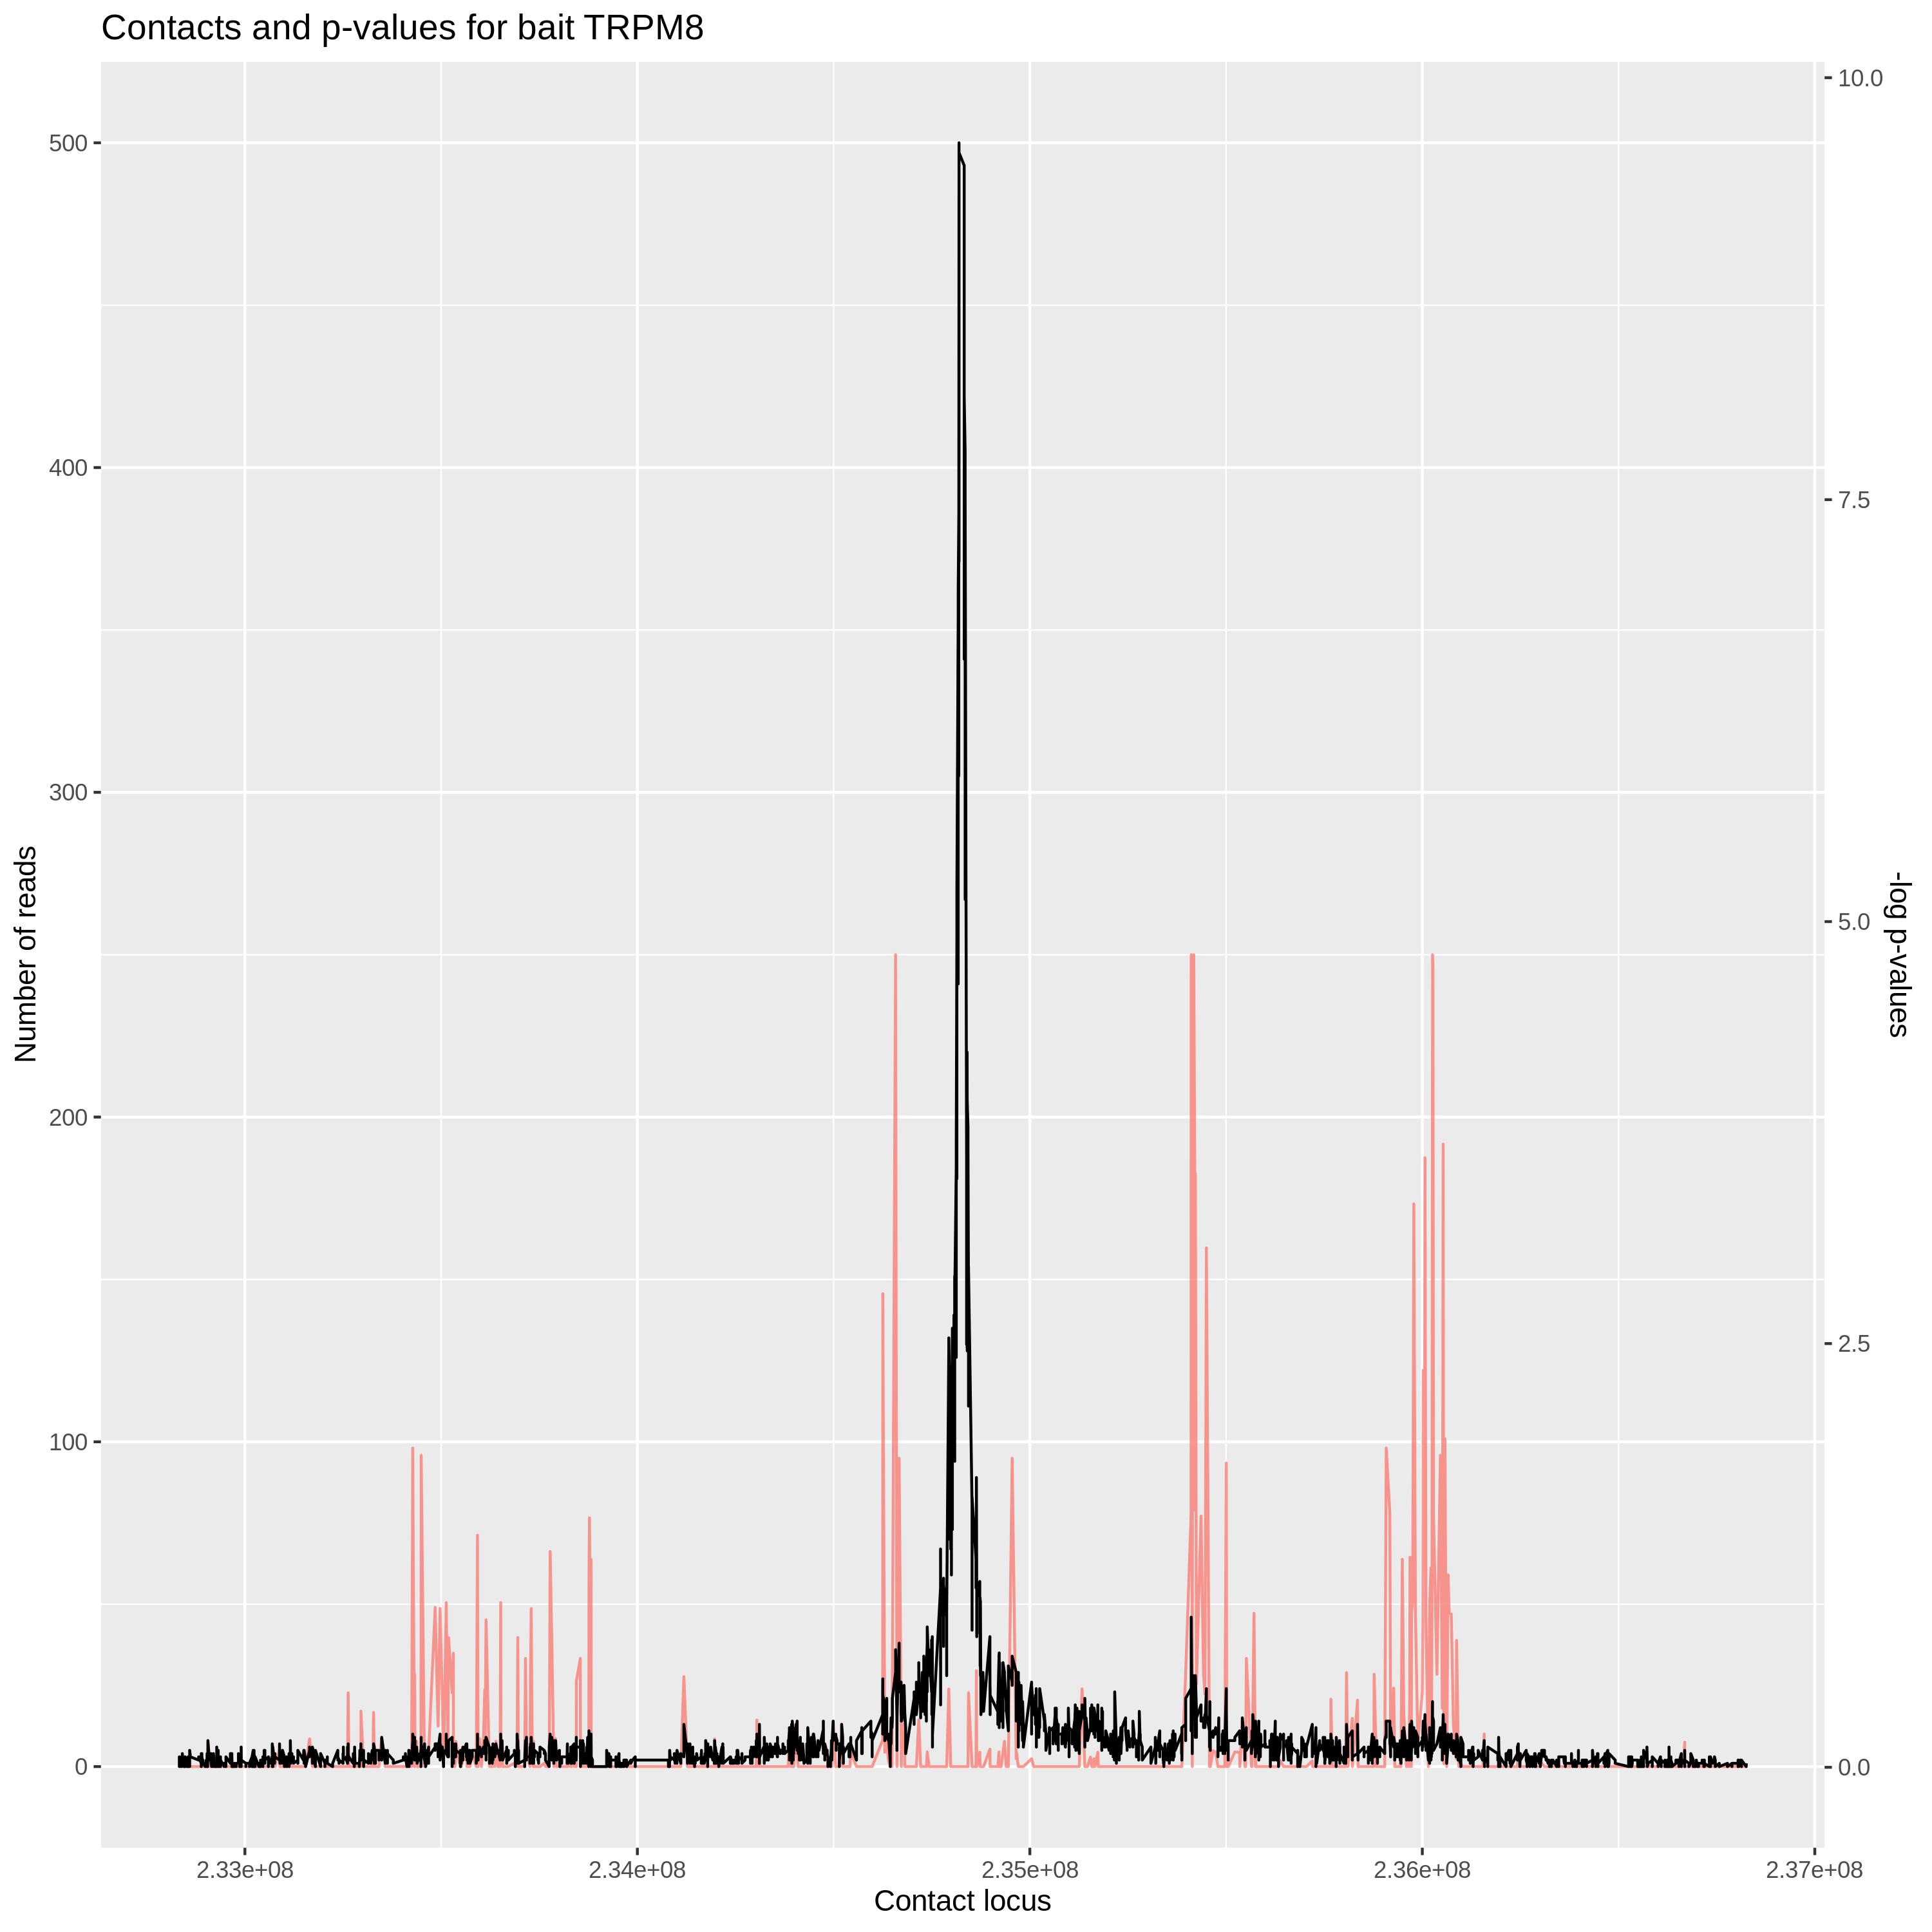 Contacts and p-values for bait TRPM8
500
400
300
200
100
0
Number of reads
10.0
7.5
5.0
2.5
0.0
-log p-values
2.33e+08
2.34e+08
2.35e+08
2.36e+08
2.37e+08
Contact locus